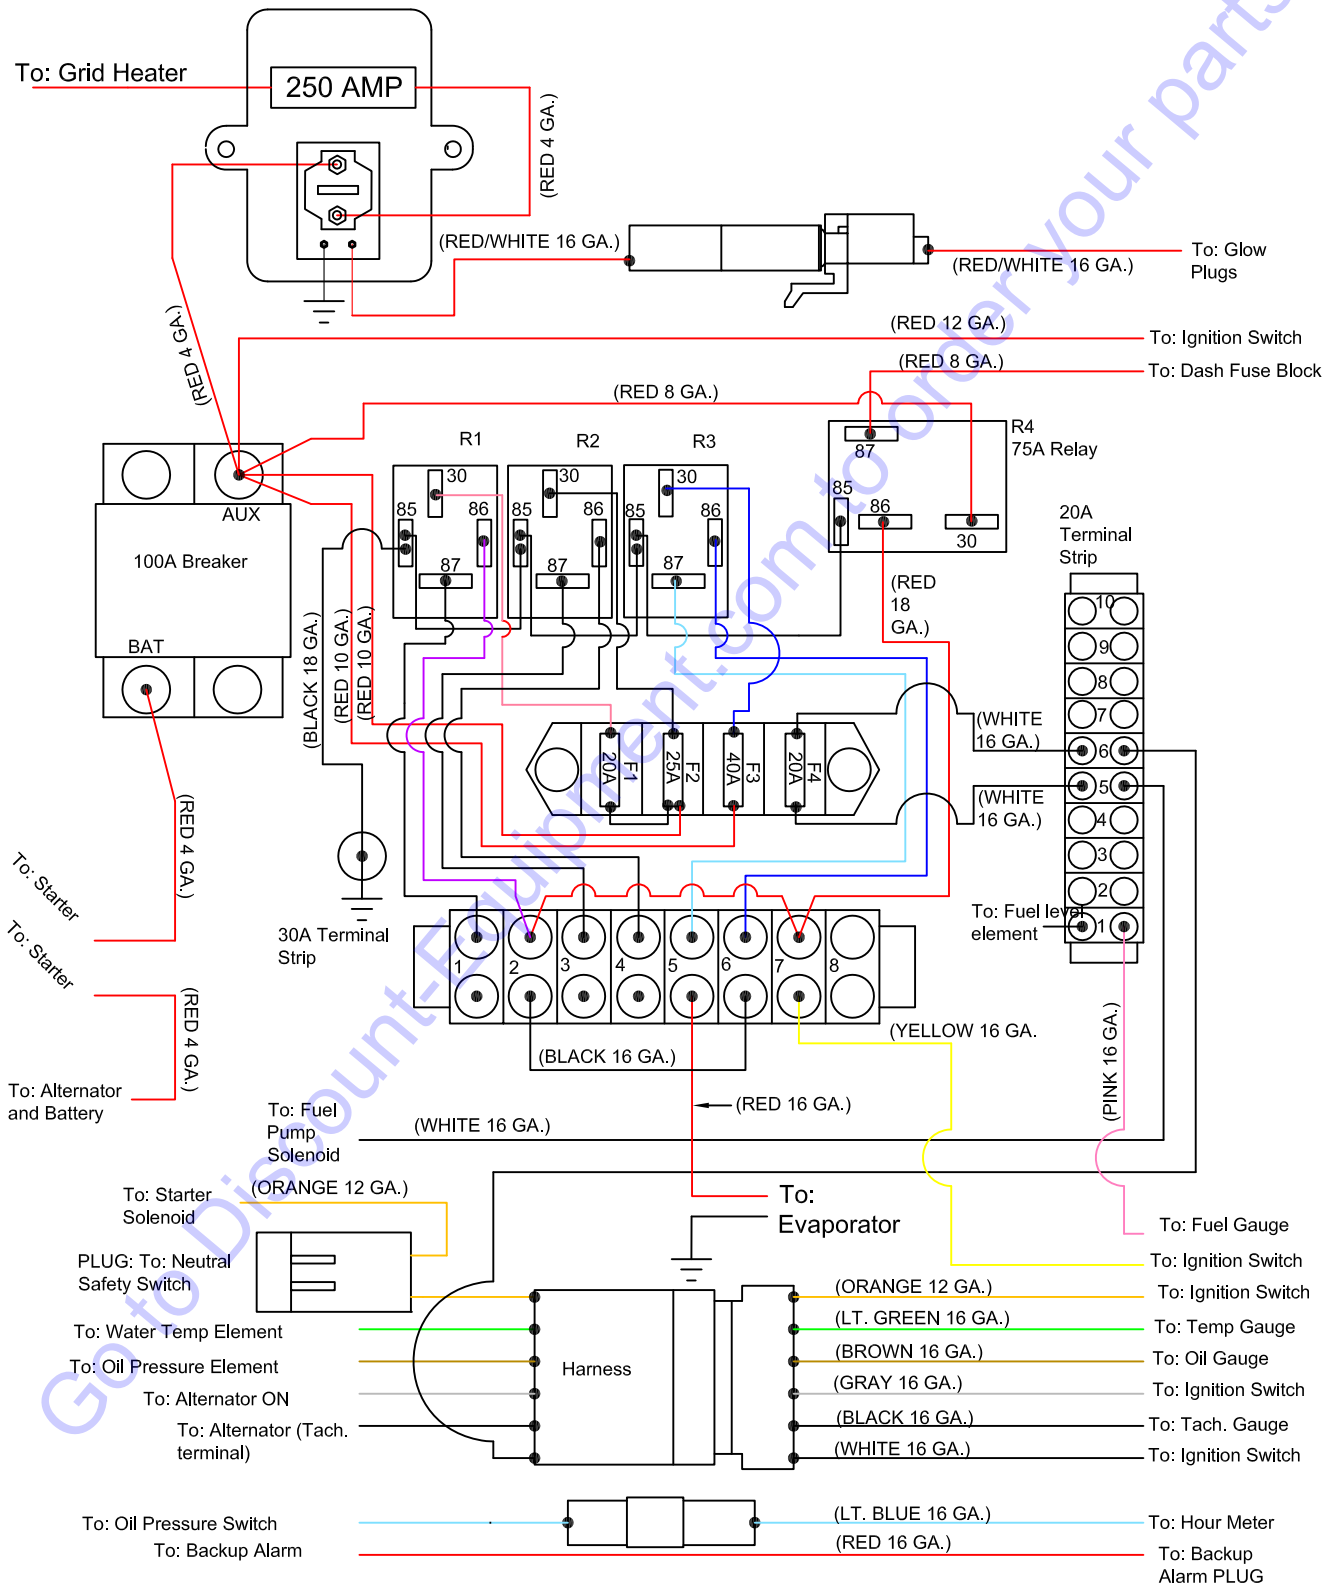 To: Grid Heater
250 AMP
(RED 4 GA.)
(RED/WHITE 16 GA.)
(RED/WHITE 16 GA.)
To: Glow
Plugs
(RED 4 GA.)
(RED 12 GA.)
To: Ignition Switch
(RED 8 GA.)
To: Dash Fuse Block
(RED 8 GA.)
R1
R2
R3
R4
75A Relay
30
85
86
87
30
85
86
87
30
85
86
87
87
85
86
30
AUX
100A Breaker
BAT
20A
Terminal
Strip
(RED
18
GA.)
10
9
8
7
6
5
4
3
2
1
(BLACK 18 GA.)
(RED 10 GA.)
(RED 10 GA.)
(WHITE
16 GA.)
(WHITE
16 GA.)
F1
20A
F2
25A
F3
40A
F4
20A
(RED 4 GA.)
To: Starter
To: Starter
(RED 4 GA.)
To: Alternator
and Battery
To: Fuel level
element
30A Terminal
Strip
1
2
3
4
5
6
7
8
(YELLOW 16 GA.
(BLACK 16 GA.)
(PINK 16 GA.)
(RED 16 GA.)
To: Fuel
Pump
Solenoid
(WHITE 16 GA.)
To: Starter
Solenoid
(ORANGE 12 GA.)
To:
Evaporator
To: Fuel Gauge
PLUG: To: Neutral
Safety Switch
To: Ignition Switch
(ORANGE 12 GA.)
To: Ignition Switch
To: Water Temp Element
(LT. GREEN 16 GA.)
To: Temp Gauge
To: Oil Pressure Element
Harness
(BROWN 16 GA.)
To: Oil Gauge
To: Alternator ON
(GRAY 16 GA.)
To: Ignition Switch
To: Alternator (Tach.
terminal)
(BLACK 16 GA.)
To: Tach. Gauge
(WHITE 16 GA.)
To: Ignition Switch
To: Oil Pressure Switch
(LT. BLUE 16 GA.)
To: Hour Meter
To: Backup Alarm
(RED 16 GA.)
To: Backup
Alarm PLUG
Go to Discount-Equipment.com to order your parts